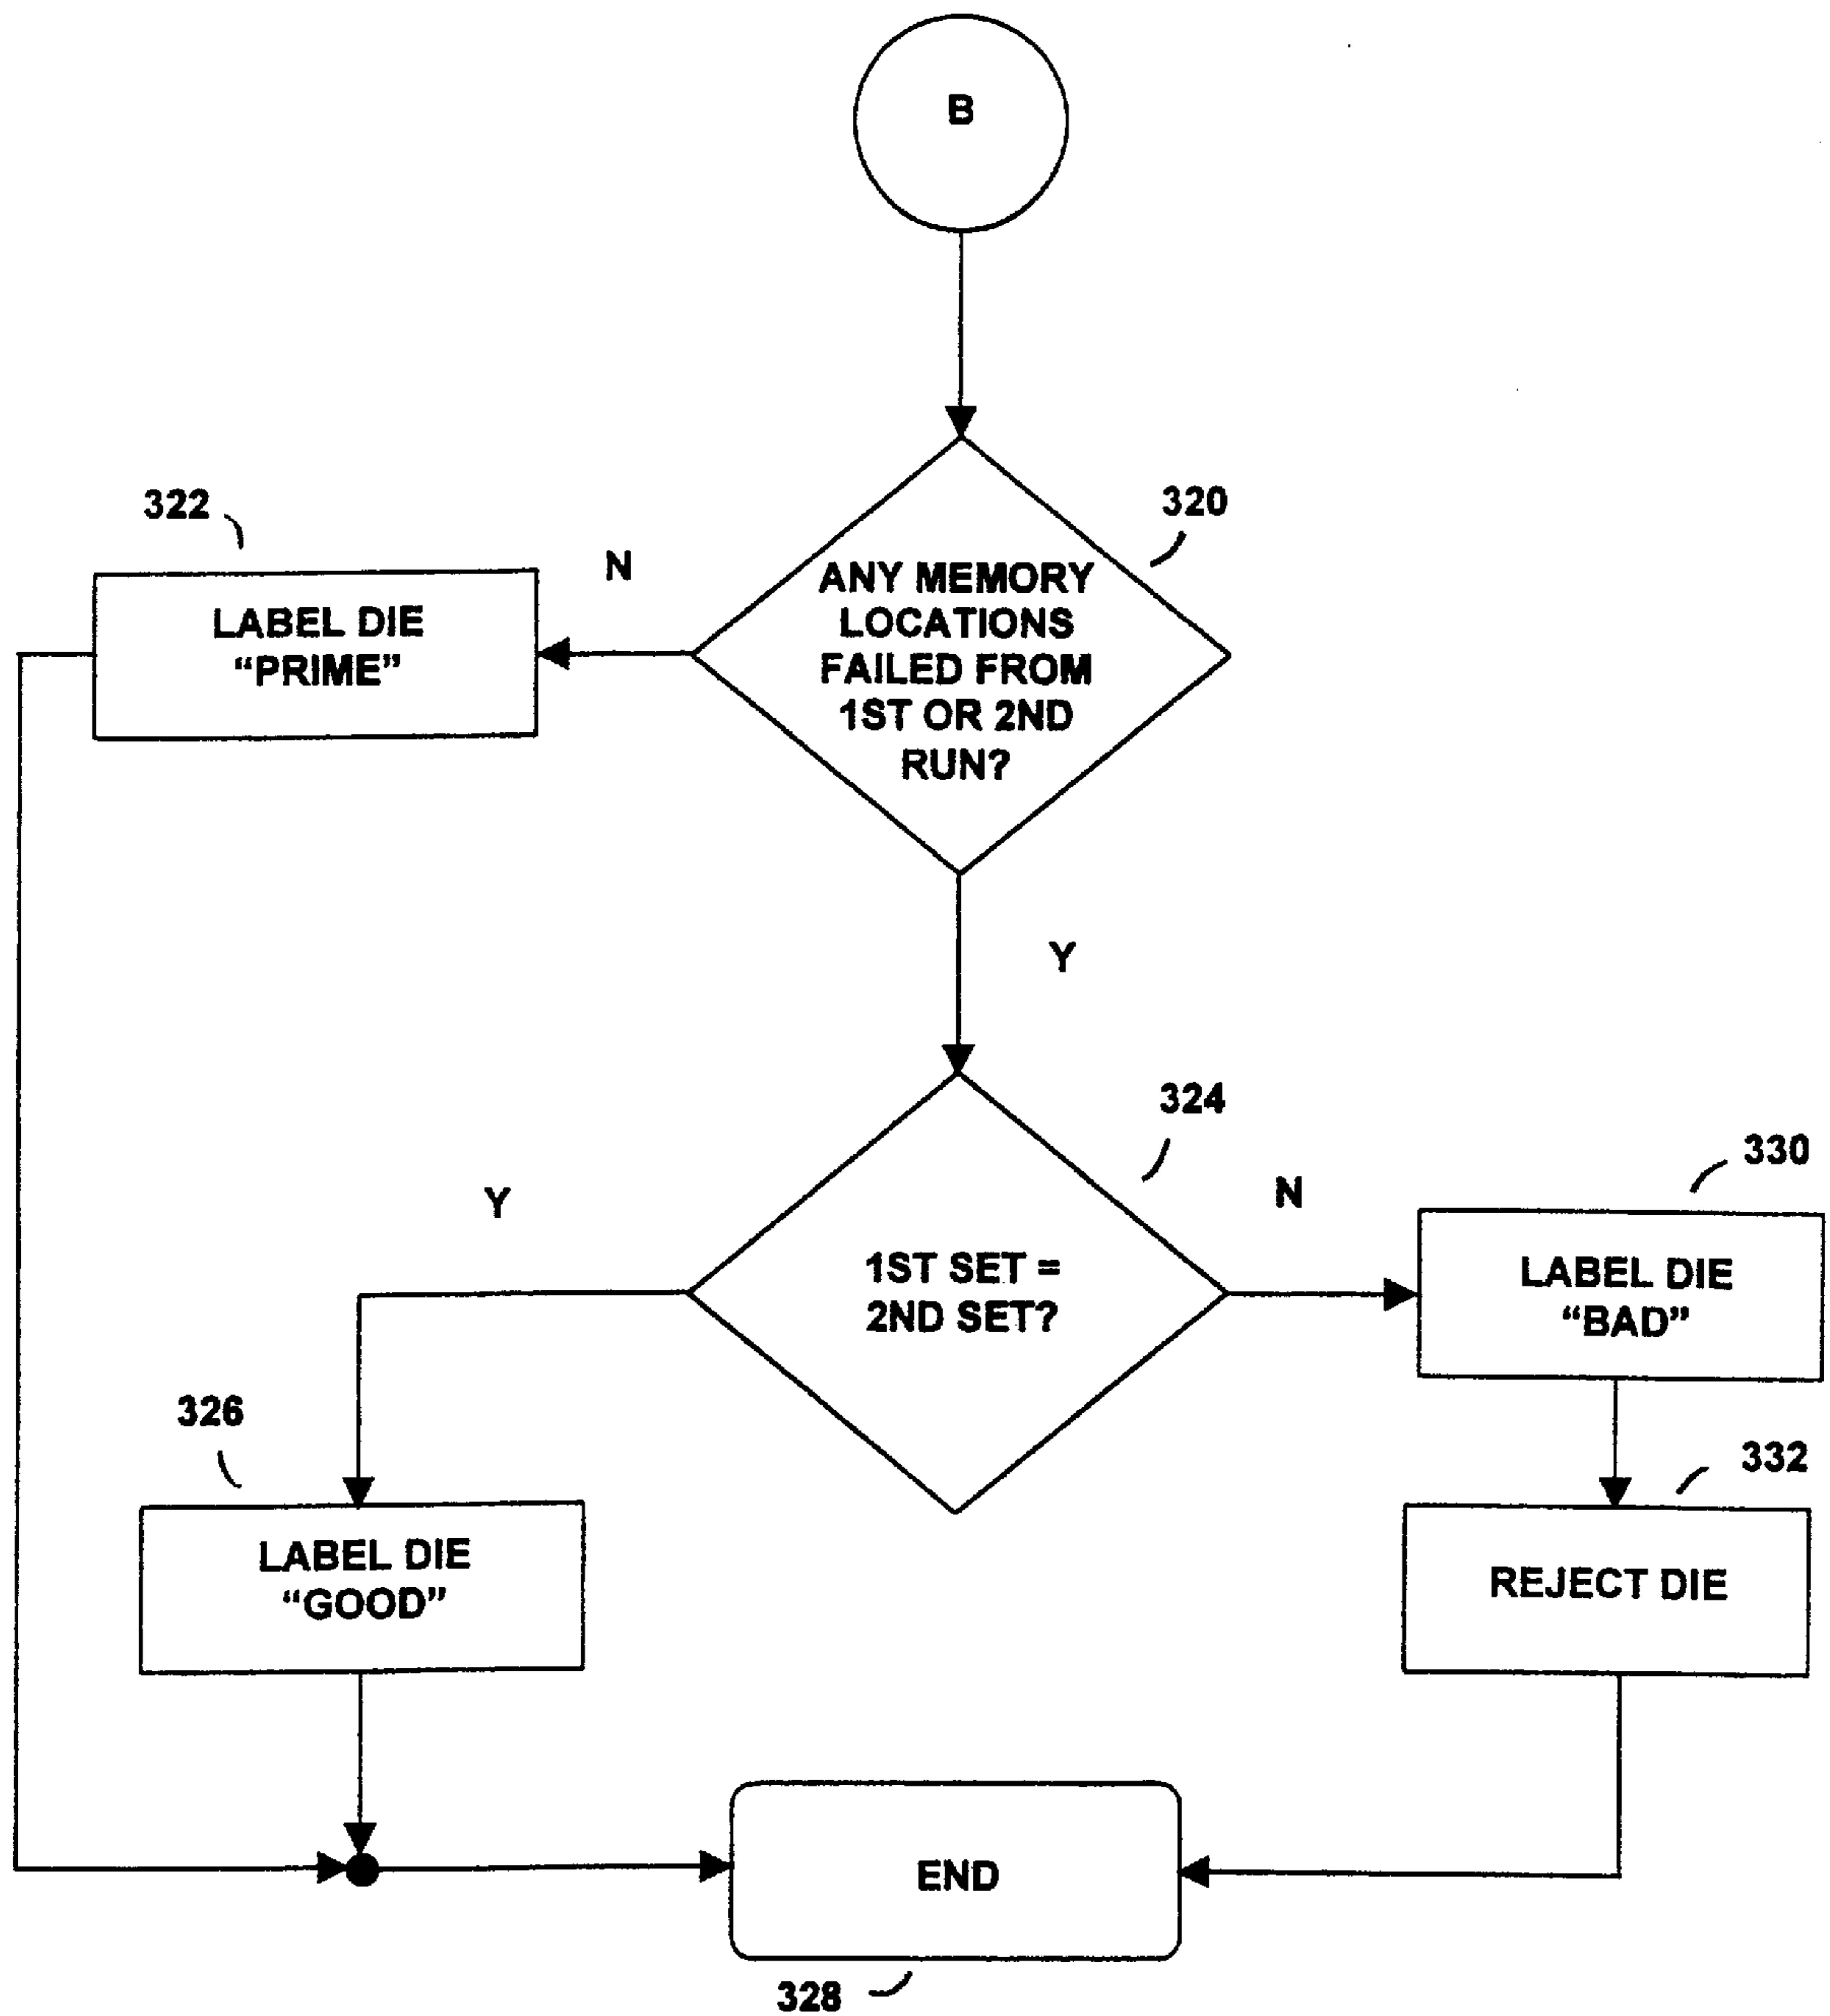 B
320
ANY MEMORY
LOCATIONS
FAILED FROM
1ST OR 2ND
RUN?
322
N
LABEL DIE
“PRIME”
Y
324
1ST SET =
2ND SET?
Y
N
330
LABEL DIE
“BAD”
326
LABEL DIE
“GOOD”
332
REJECT DIE
END
328